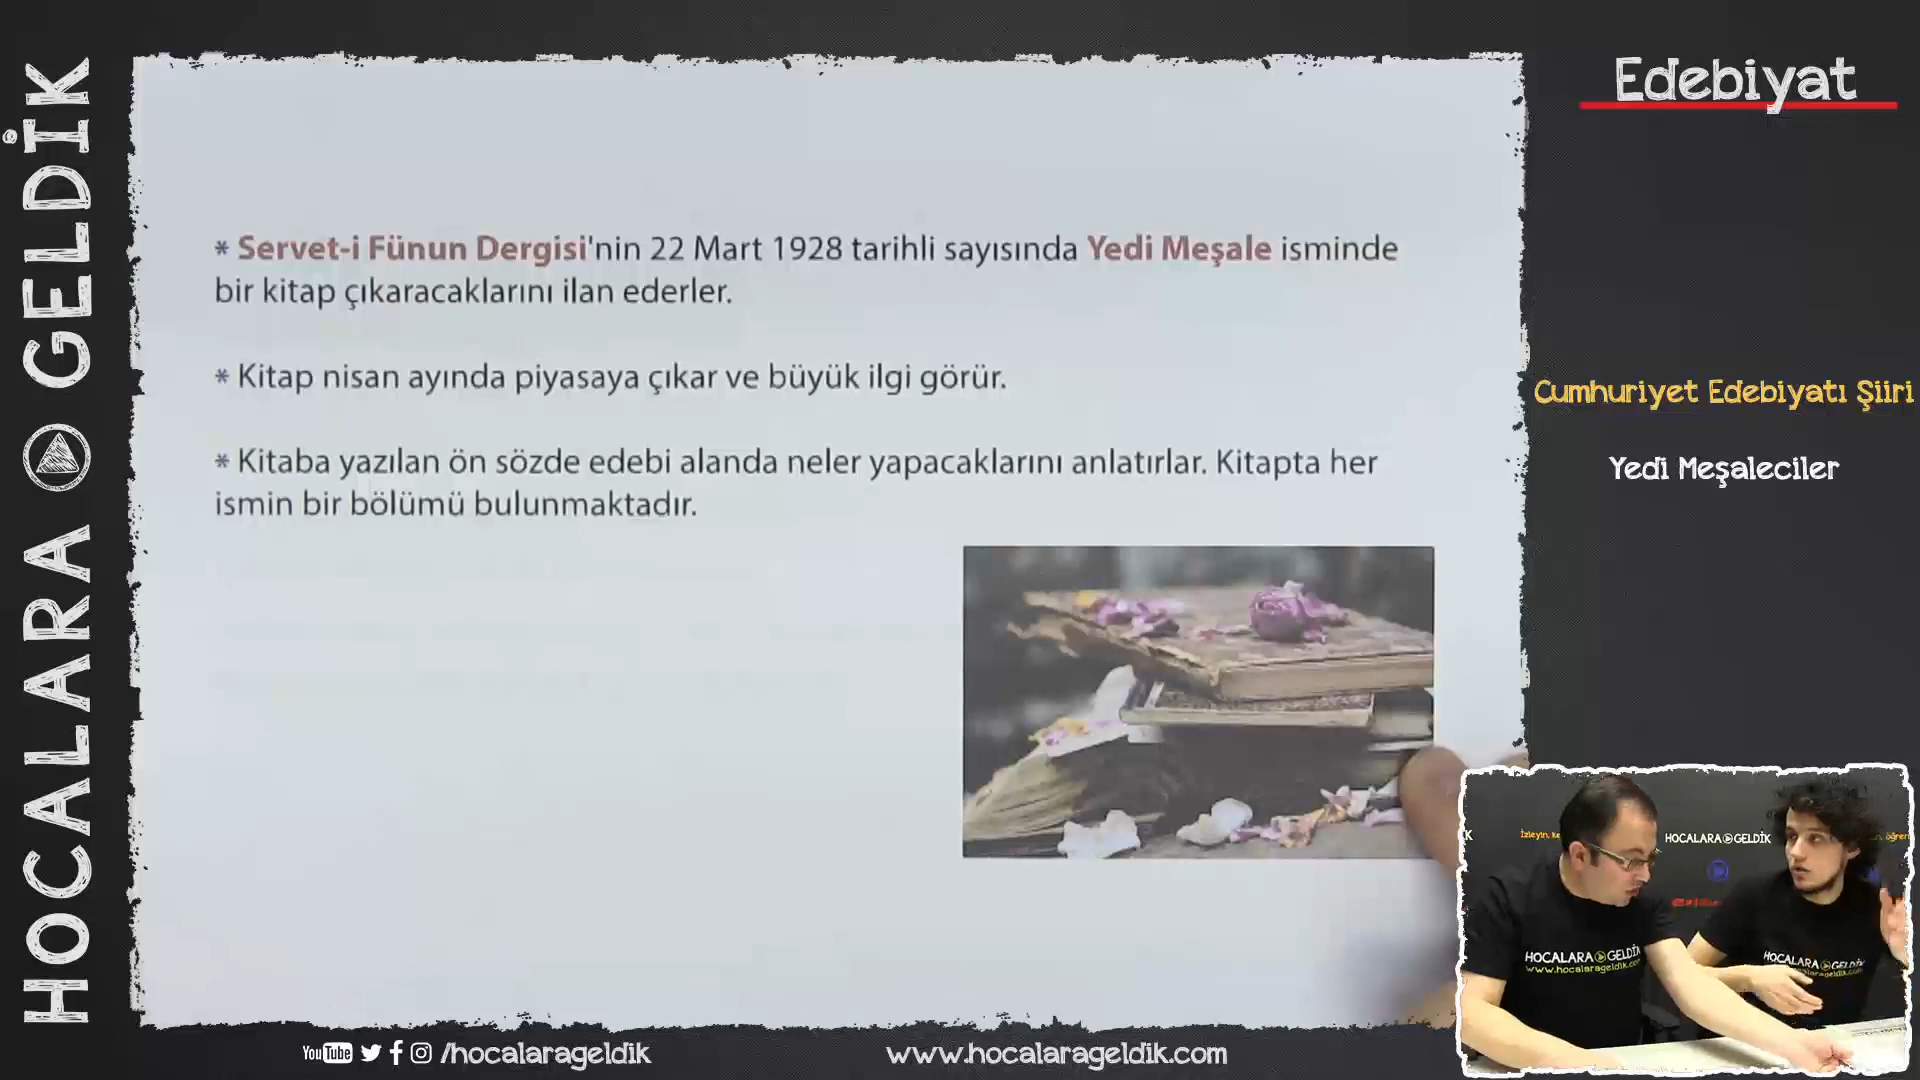 HOCALARA GELDİK
Edebiyat
* Servet-i Fünun Dergisi'nin 22 Mart 1928 tarihli sayısında Yedi Meşale isminde
bir kitap çıkaracaklarını ilan ederler.
* Kitap nisan ayında piyasaya çıkar ve büyük ilgi görür.
* Kitaba yazılan ön sözde edebi alanda neler yapacaklarını anlatırlar. Kitapta her
ismin bir bölümü bulunmaktadır.
Cumhuriyet Edebiyatı Şiiri
Yedi Meşaleciler
HOCALARA GELDİK
HOCALARA GELDİK
www.hocalarageldik.com
HOCALARA GELDİK
YouTube /hocalarageldik
www.hocalarageldik.com